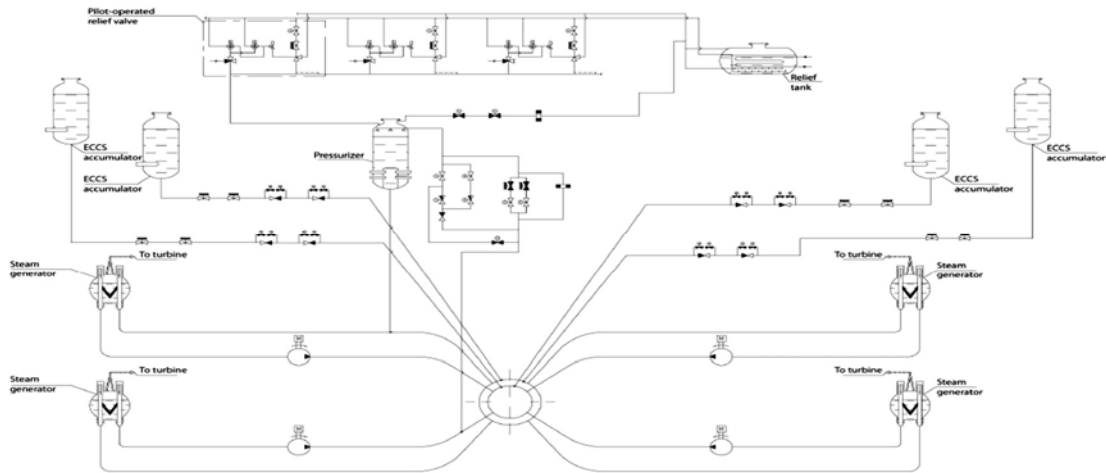 Pilot-operated
relief valve
Relief
tank
ECCS
accumulator
ECCS
accumulator
Pressurizer
ECCS
accumulator
ECCS
accumulator
To turbine
Steam
generator
To turbine
Steam
generator
To turbine
Steam
generator
To turbine
Steam
generator